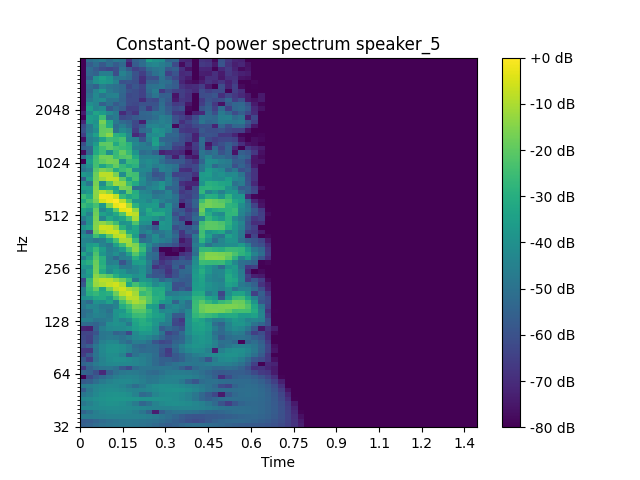 Constant-Q power spectrum speaker_5
Hz
2048
1024
512
256
128
64
32
0 0.15 0.3 0.45 0.6 0.75 0.9 1.1 1.2 1.4
Time
+0 dB
-10 dB
-20 dB
-30 dB
-40 dB
-50 dB
-60 dB
-70 dB
-80 dB